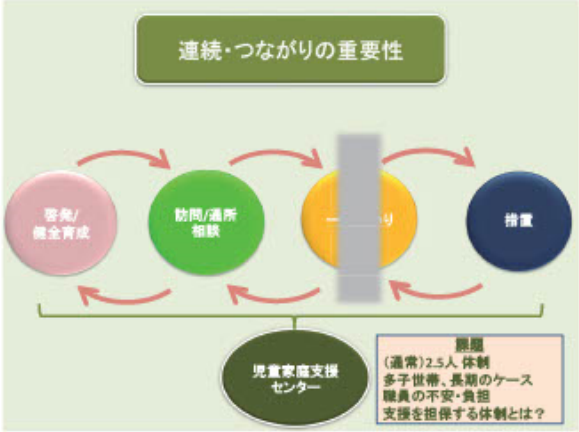 連続・つながりの重要性
啓発/
健全育成
訪問/通所
相談
措置
児童家庭支援
センター
課題
(通常)2.5人 体制
多子世帯、長期のケース
職員の不安・負担
支援を担保する体制とは?